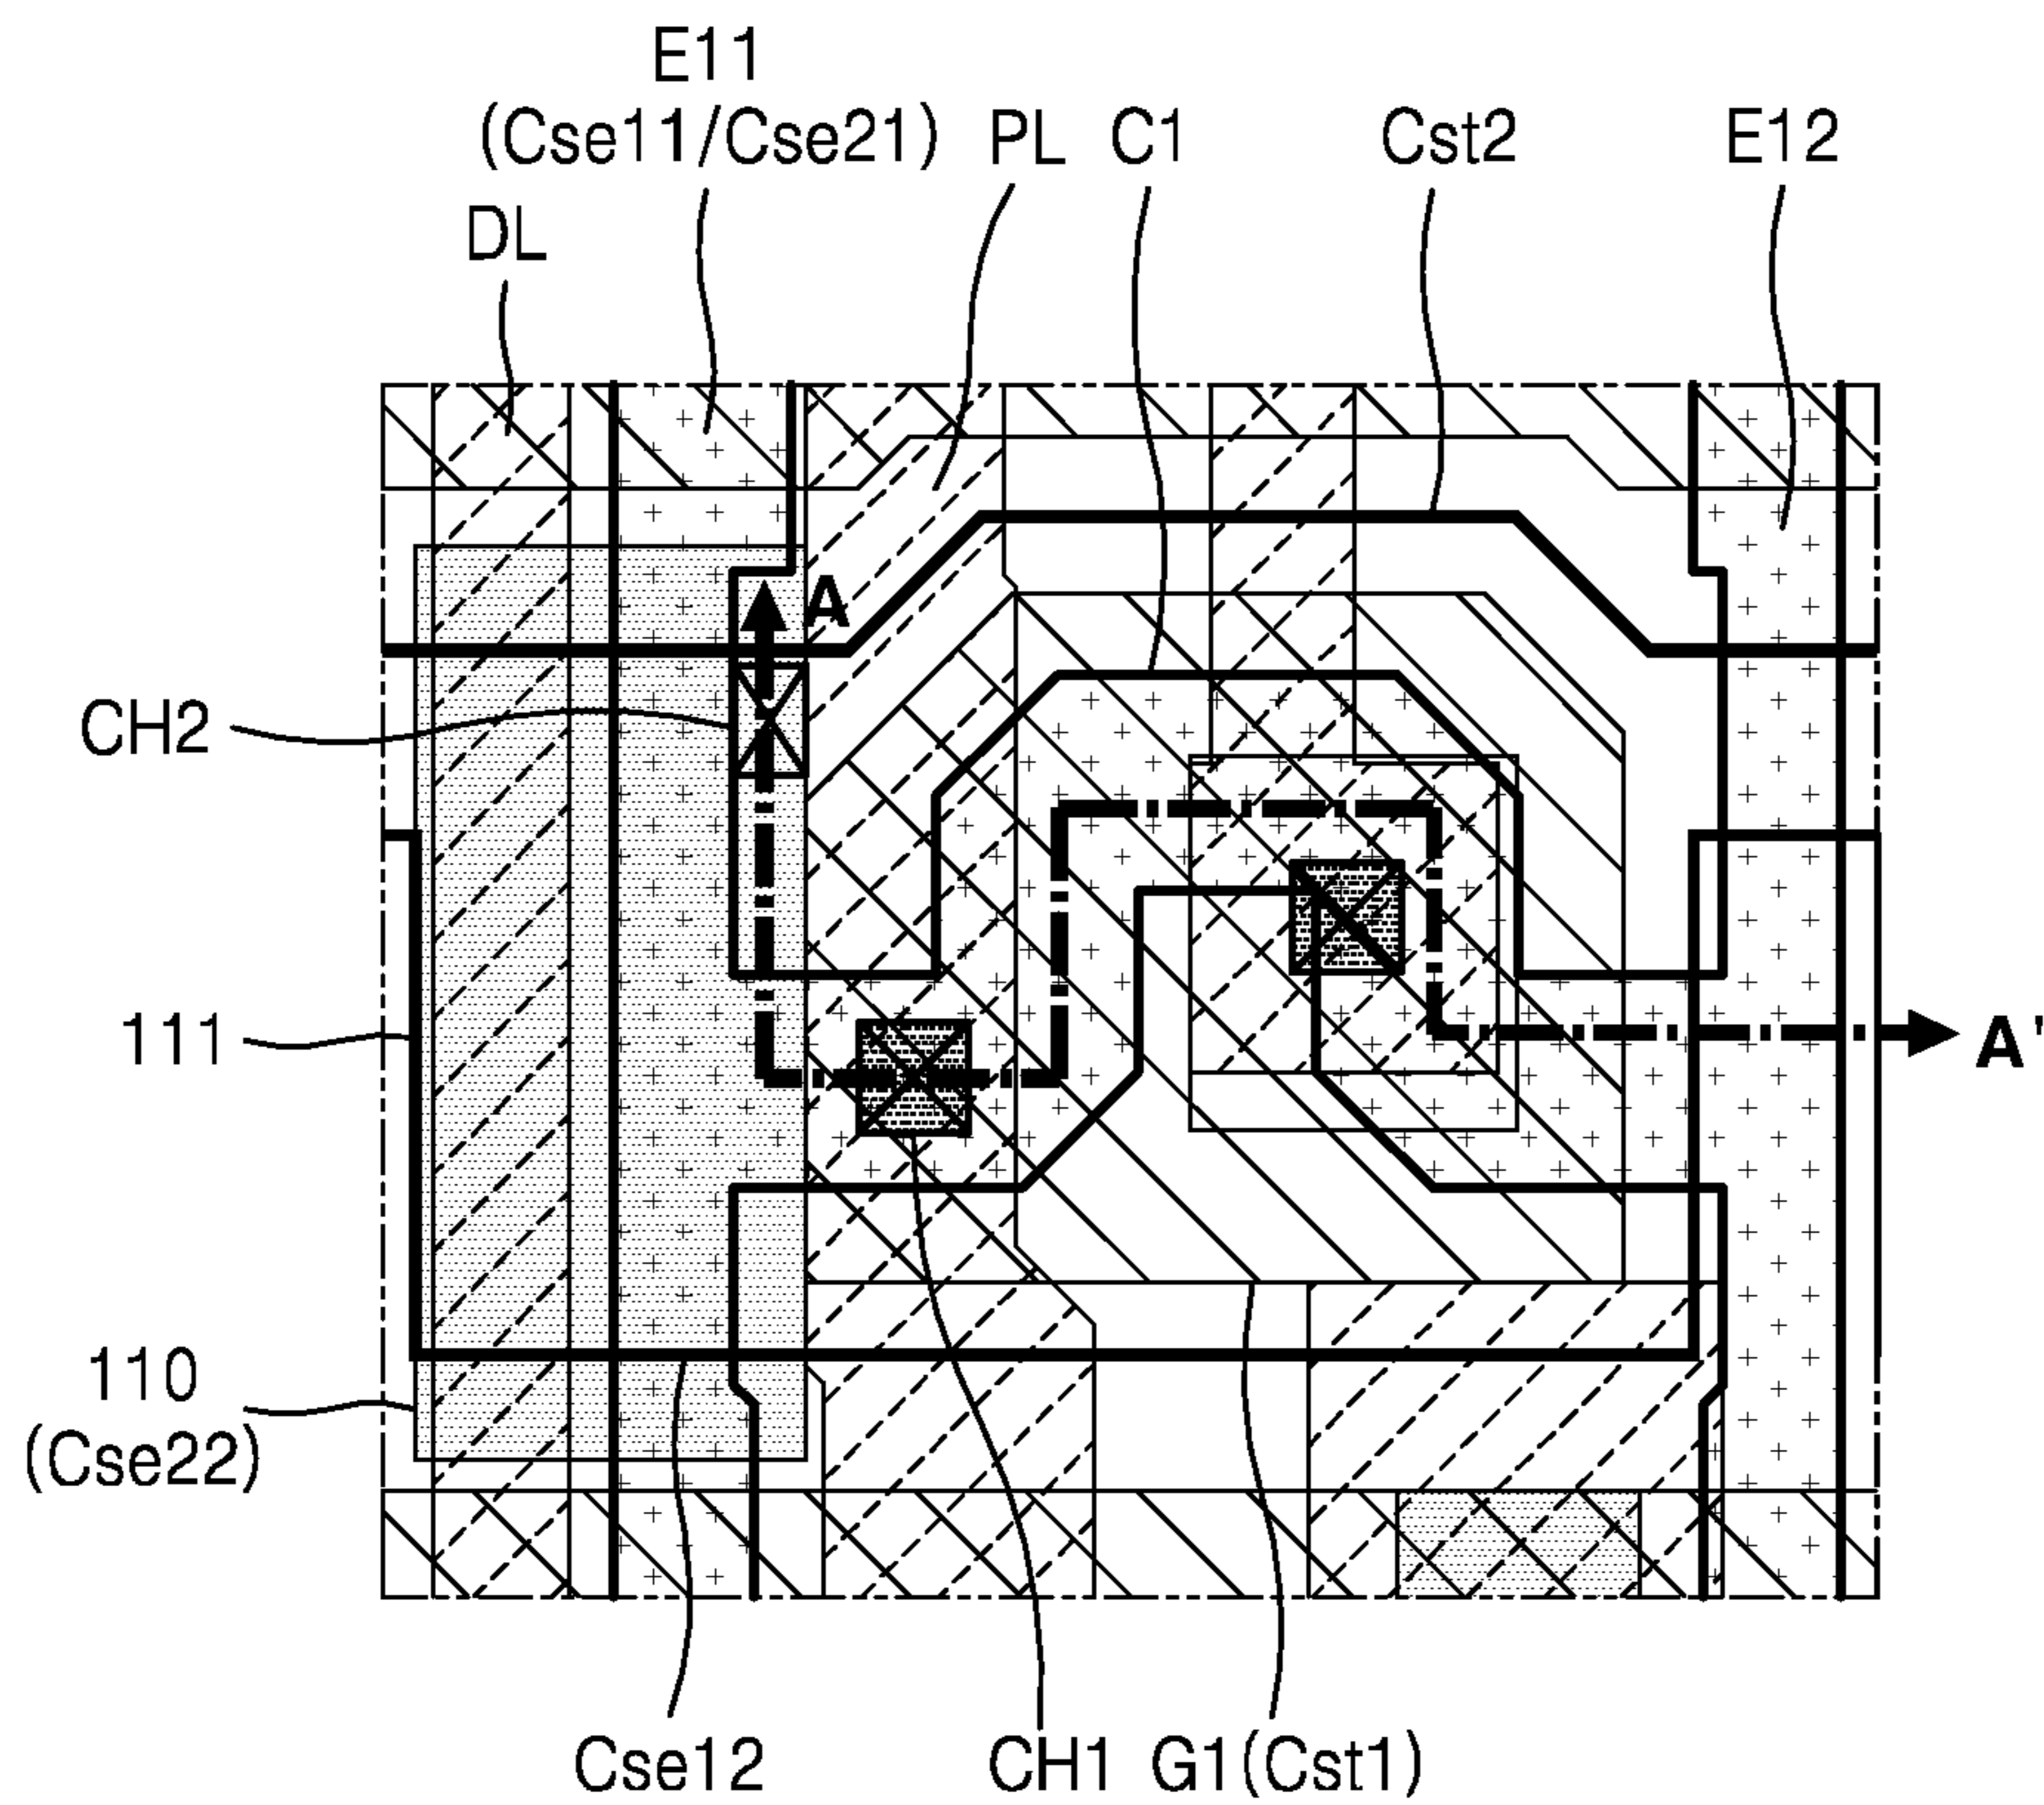 E11
(Cse11/Cse21)
PL
C1
Cst2
E12
DL
A
CH2
111
A'
110
(Cse22)
Cse12
CH1
G1(Cst1)